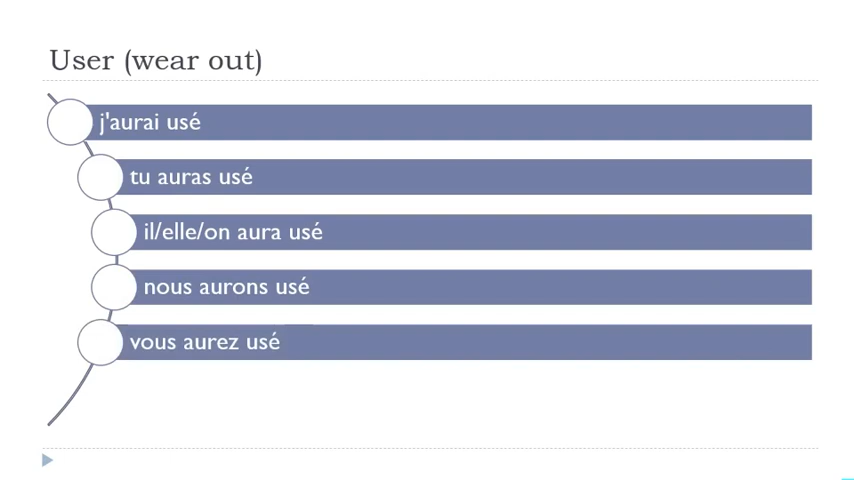 User (wear out)
j'aurai usé
tu auras usé
il/elle/on aura usé
nous aurons usé
vous aurez usé